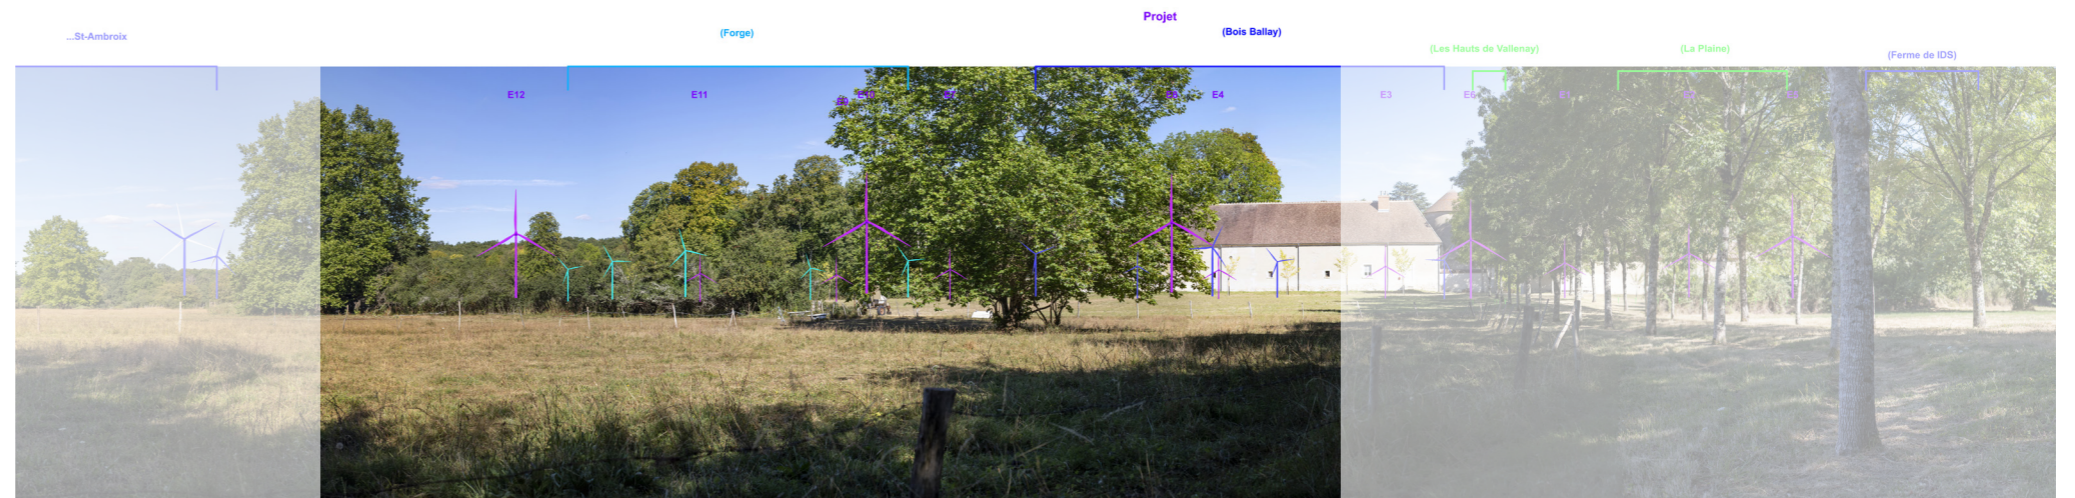 Projet
...St-Ambroix
(Forge)
(Bois Ballay)
(Les Hauts de Vallenay)
(La Plaine)
(Ferme de IDS)
E12
E11
E10
E4
E3
E6